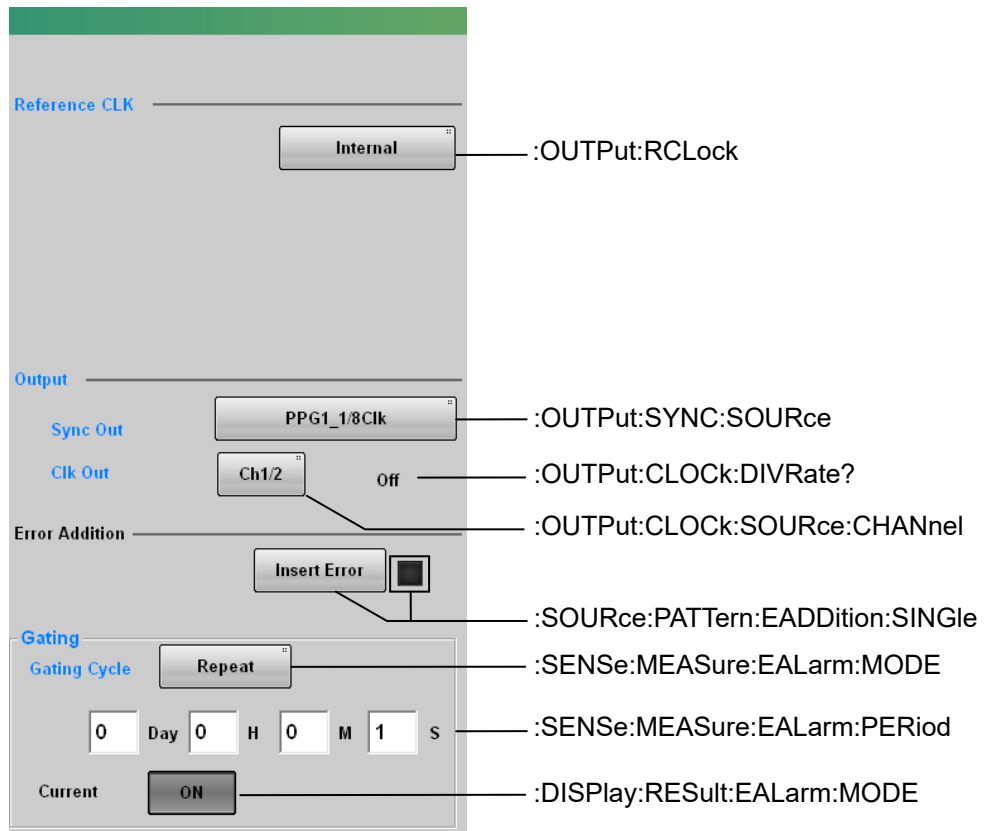 Reference CLK
Internal :OUTPut:RCLock
Output
Sync Out PPG1_1/8Clk :OUTPut:SYNC:SOURce
Clk Out Ch1/2 Off :OUTPut:CLOCk:DIVRate?
:OUTPut:CLOCk:SOURce:CHANnel
Error Addition
Insert Error
:SOURce:PATTern:EADDition:SINGle
Gating
Gating Cycle Repeat :SENSe:MEASure:EALarm:MODE
0 Day 0 H 0 M 1 S :SENSe:MEASure:EALarm:PERiod
Current ON :DISPlay:RESult:EALarm:MODE